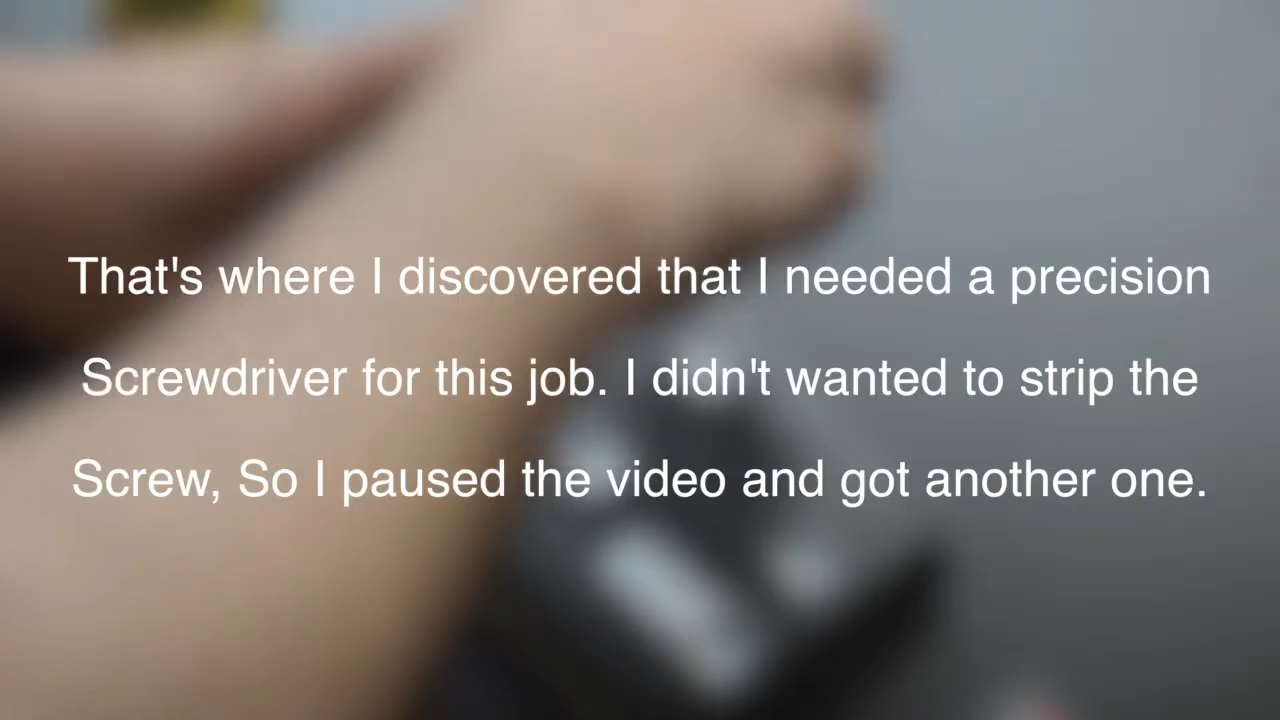 That's where I discovered that I needed a precision
Screwdriver for this job. I didn't wanted to strip the
Screw, So I paused the video and got another one.